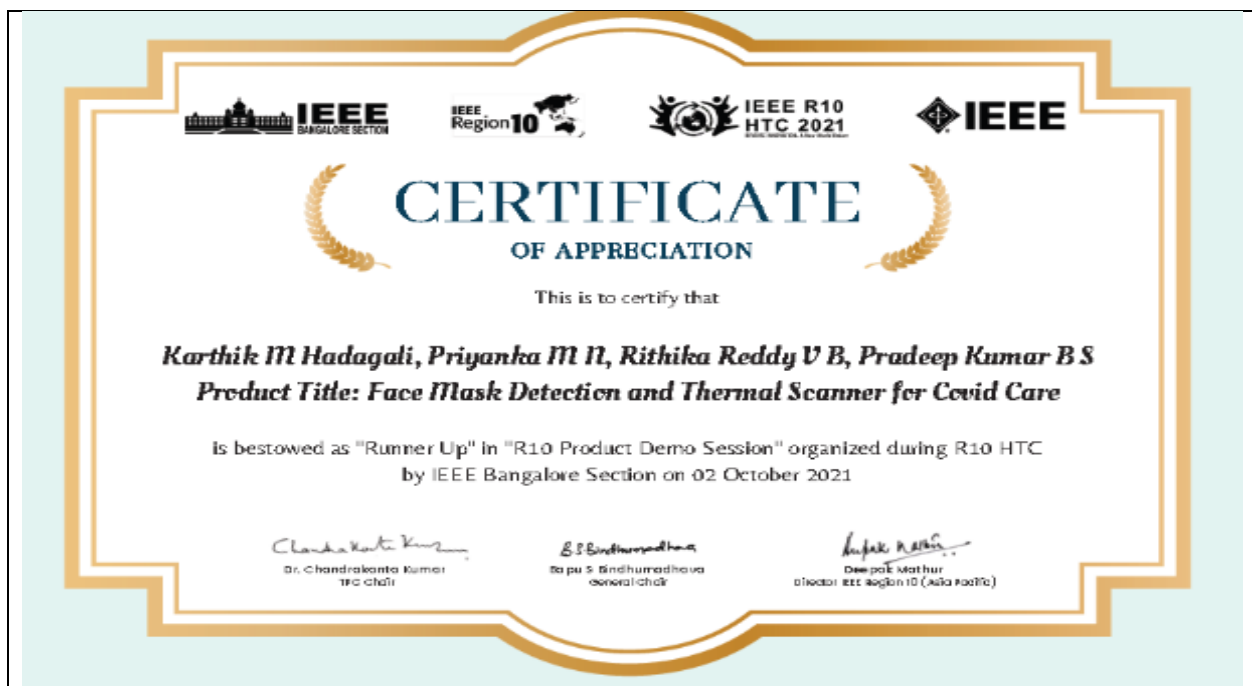 IEEE
BANGALORE SECTION
IEEE
Region10
IEEE R10
HTC 2021
IEEE
CERTIFICATE
OF APPRECIATION
This is to certify that
Karthik M Hadagali, Priyanka M N, Rithika Reddy V B, Pradeep Kumar B S
Product Title: Face Mask Detection and Thermal Scanner for Covid Care
is bestowed as "Runner Up" in "R10 Product Demo Session" organized during R10 HTC
by IEEE Bangalore Section on 02 October 2021
Dr. Chandrakanta Kumar
TPC Chair
Bapu S Bindhumadhava
General Chair
Deepak Mathur
Director IEEE Region 10 (Asia Pacific)